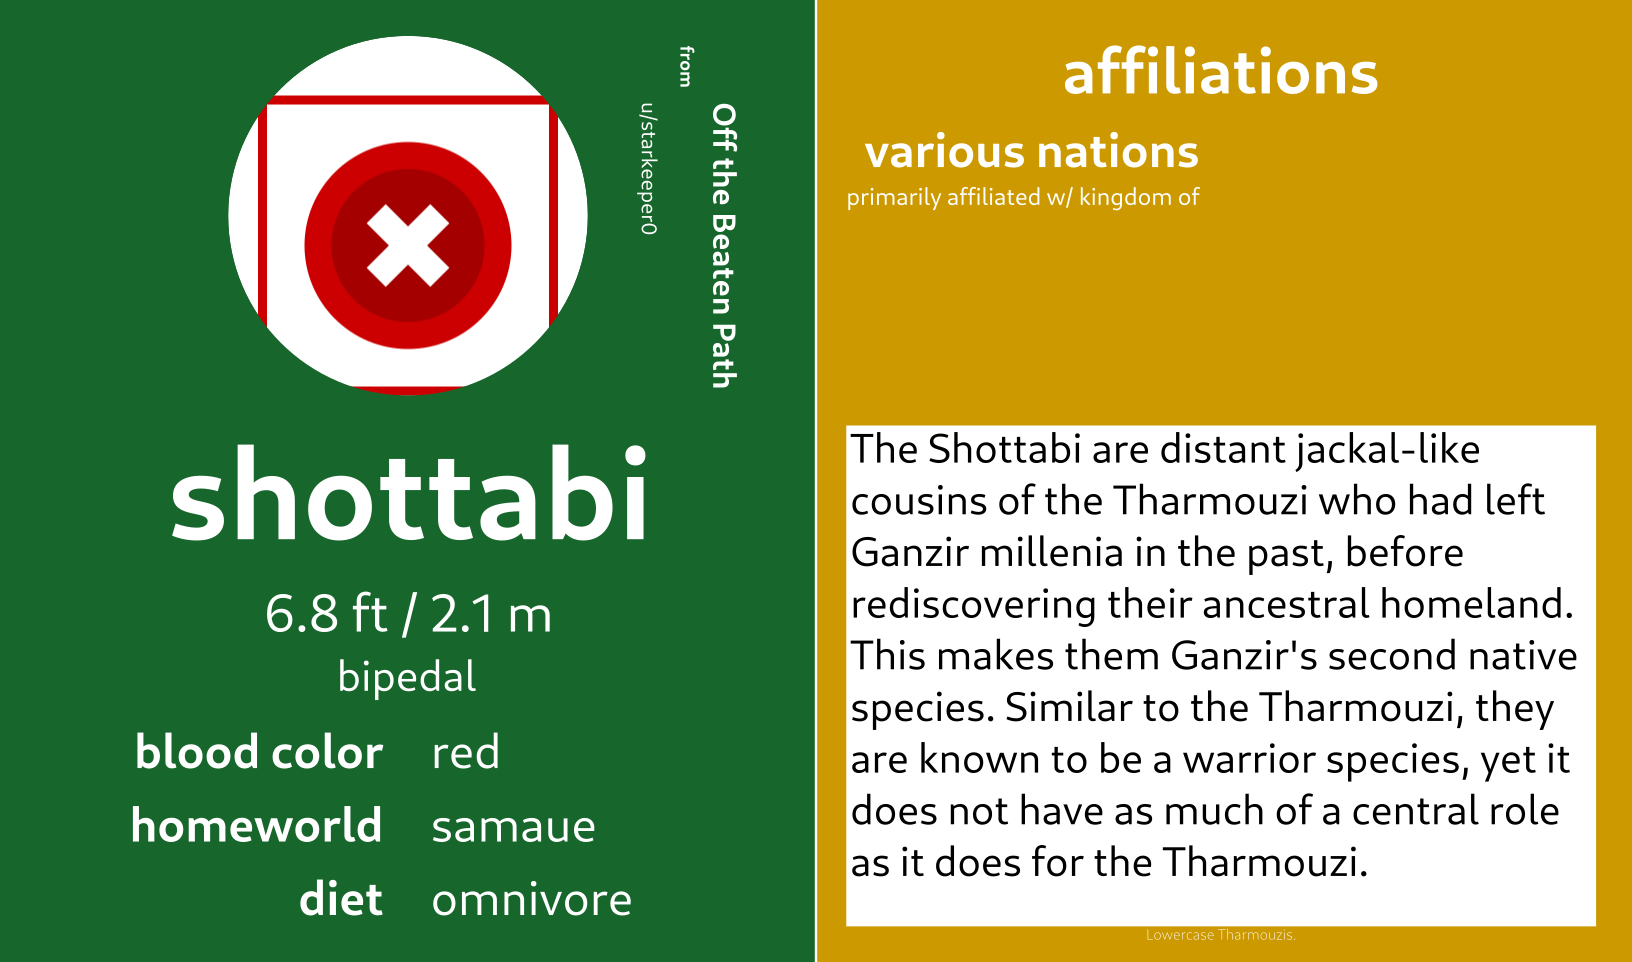 from
Off the Beaten Path
u/starkeeper0
shottabi
6.8 ft / 2.1 m
bipedal
blood color red
homeworld samaue
diet omnivore
affiliations
various nations
primarily affiliated w/ kingdom of
The Shottabi are distant jackal-like
cousins of the Tharmouzi who had left
Ganzir millenia in the past, before
rediscovering their ancestral homeland.
This makes them Ganzir's second native
species. Similar to the Tharmouzi, they
are known to be a warrior species, yet it
does not have as much of a central role
as it does for the Tharmouzi.
Lowercase Tharmouzis.